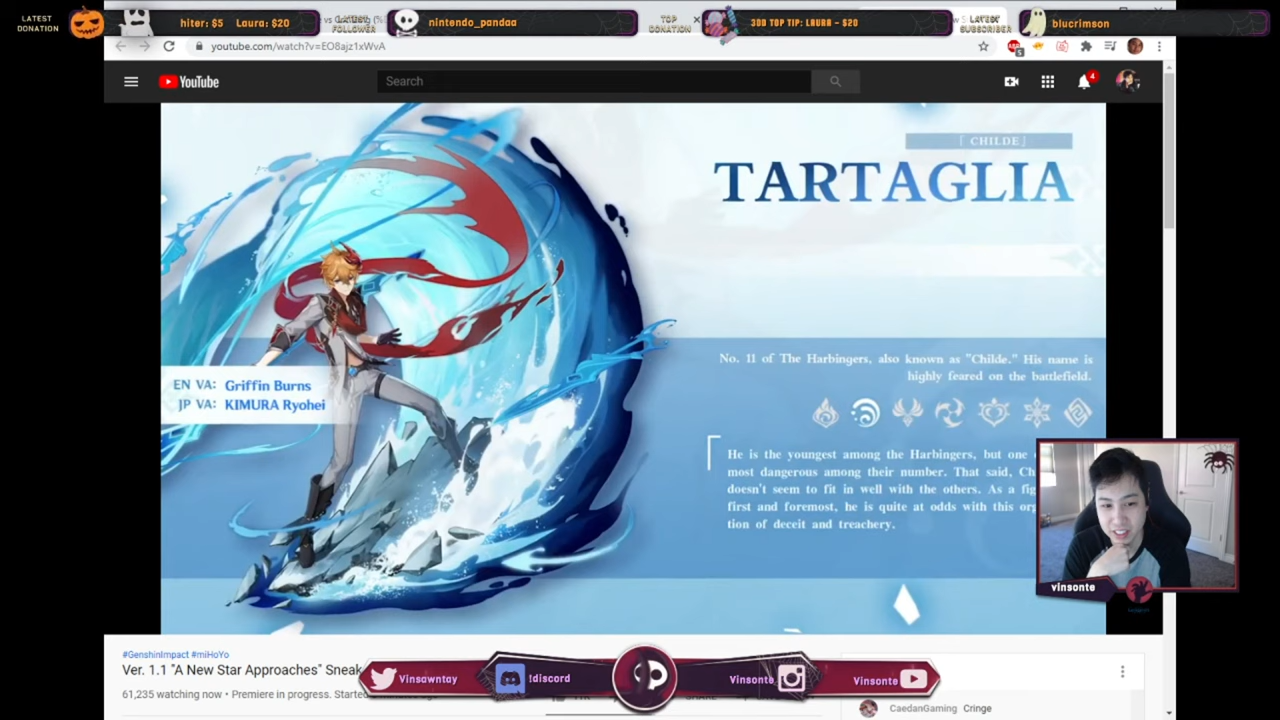 LATEST DONATION
hiter: $5 Laura: $20
LATEST FOLLOWER
nintendo_pandaa
TOP DONATION
30D TOP TIP: LAURA - $20
LATEST SUBSCRIBER
blucrimson
youtube.com/watch?v=EO8ajz1xWvA
5
YouTube
Search
4
「 CHILDE 」
TARTAGLIA
No. 11 of The Harbingers, also known as "Childe." His name is
highly feared on the battlefield.
EN VA: Griffin Burns
JP VA: KIMURA Ryohei
He is the youngest among the Harbingers, but one
most dangerous among their number. That said, Ch
doesn't seem to fit in well with the others. As a fig
first and foremost, he is quite at odds with this org
tion of deceit and treachery.
vinsonte
#GenshinImpact #miHoYo
Ver. 1.1 "A New Star Approaches" Sneak
61,235 watching now • Premiere in progress. Started
Vinsawntay
!discord
Vinsonte
Vinsonte
CaedanGaming Cringe